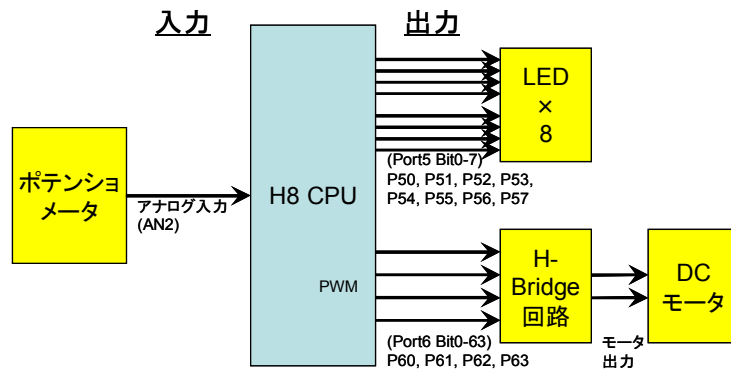 入力
出力
ポテンショ
メータ
アナログ入力
(AN2)
H8 CPU
PWM
LED
×
8
(Port5 Bit0-7)
P50, P51, P52, P53,
P54, P55, P56, P57
H-
Bridge
回路
(Port6 Bit0-63)
P60, P61, P62, P63
モータ
出力
DC
モータ